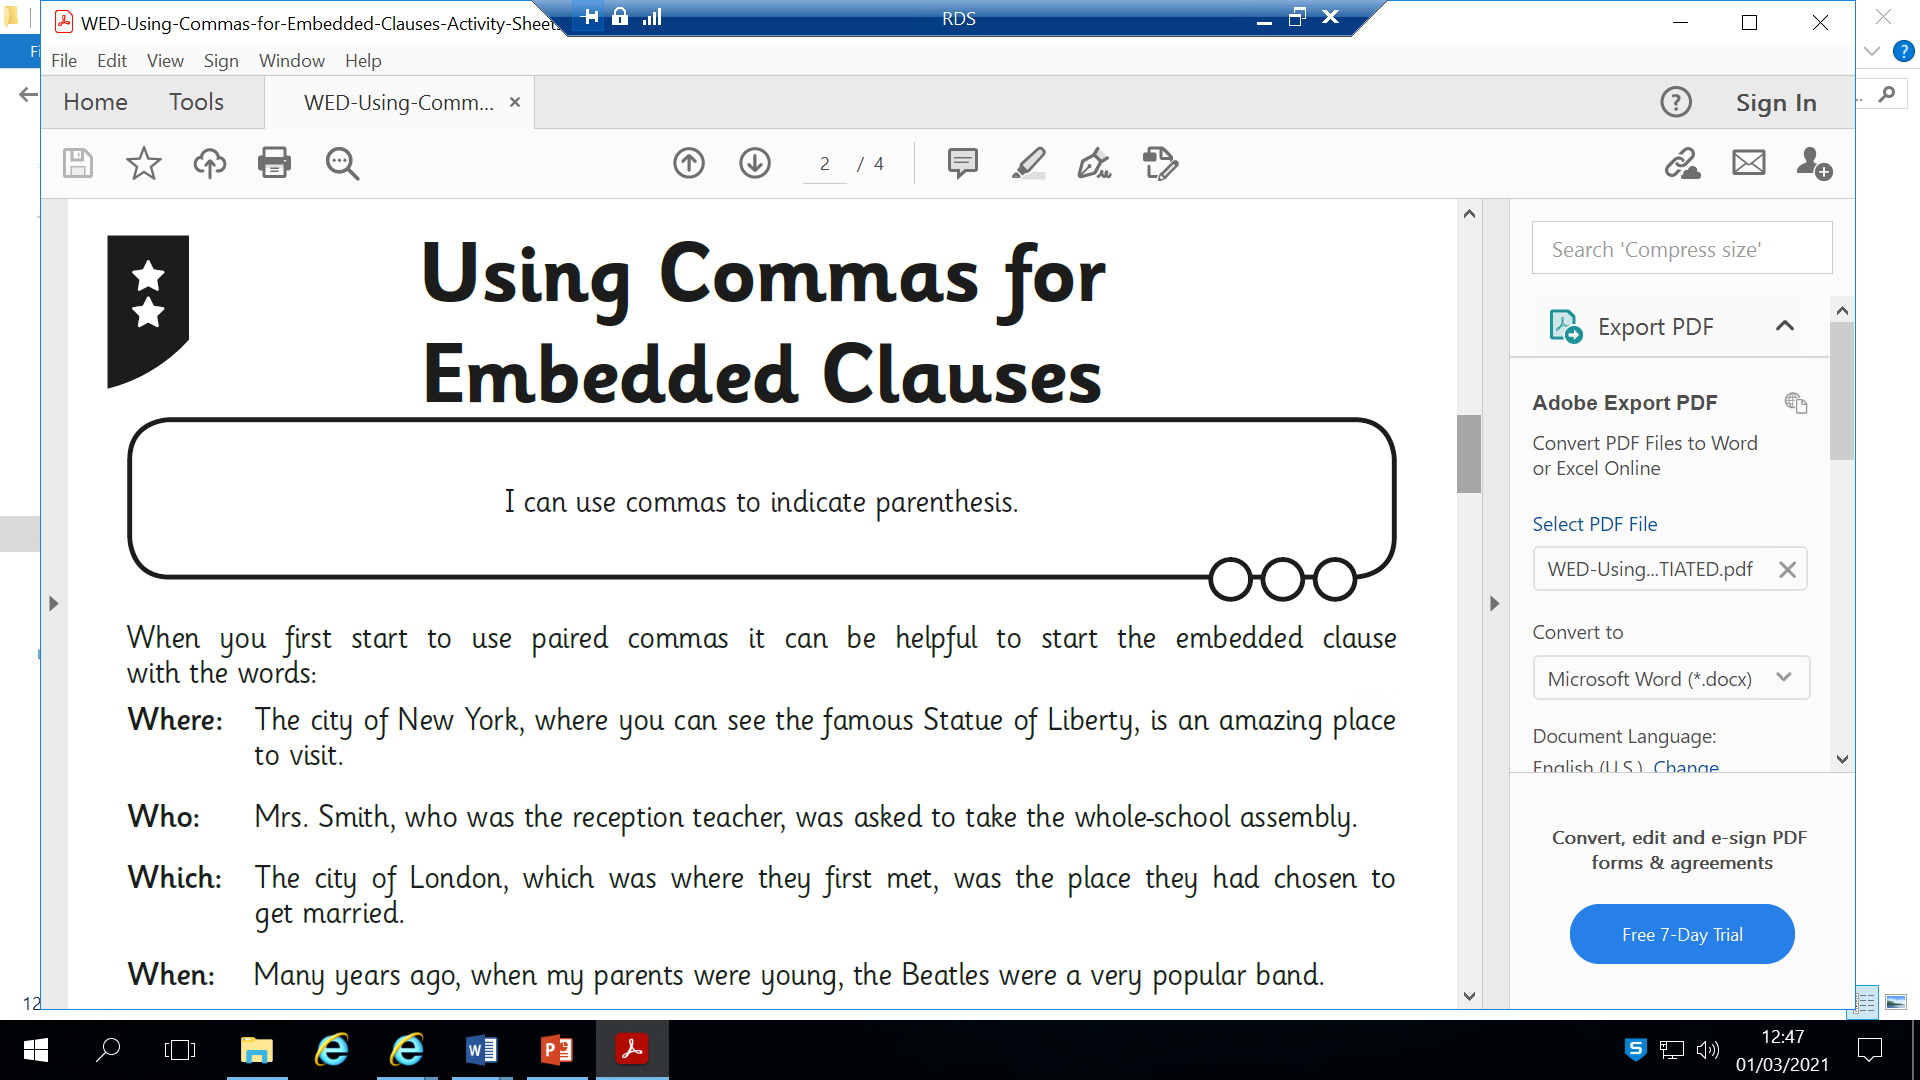 WED-Using-Commas-for-Embedded-Clauses-Activity-Sheet
RDS
File Edit View Sign Window Help
Home Tools WED-Using-Comm... Sign In
2 / 4
Using Commas for
Embedded Clauses
I can use commas to indicate parenthesis.
When you first start to use paired commas it can be helpful to start the embedded clause
with the words:
Where: The city of New York, where you can see the famous Statue of Liberty, is an amazing place
to visit.
Who: Mrs. Smith, who was the reception teacher, was asked to take the whole-school assembly.
Which: The city of London, which was where they first met, was the place they had chosen to
get married.
When: Many years ago, when my parents were young, the Beatles were a very popular band.
Search 'Compress size'
Export PDF
Adobe Export PDF
Convert PDF Files to Word
or Excel Online
Select PDF File
WED-Using...TIATED.pdf
Convert to
Microsoft Word (*.docx)
Document Language:
English (U.S.) Change
Convert, edit and e-sign PDF
forms & agreements
Free 7-Day Trial
12
12:47
01/03/2021